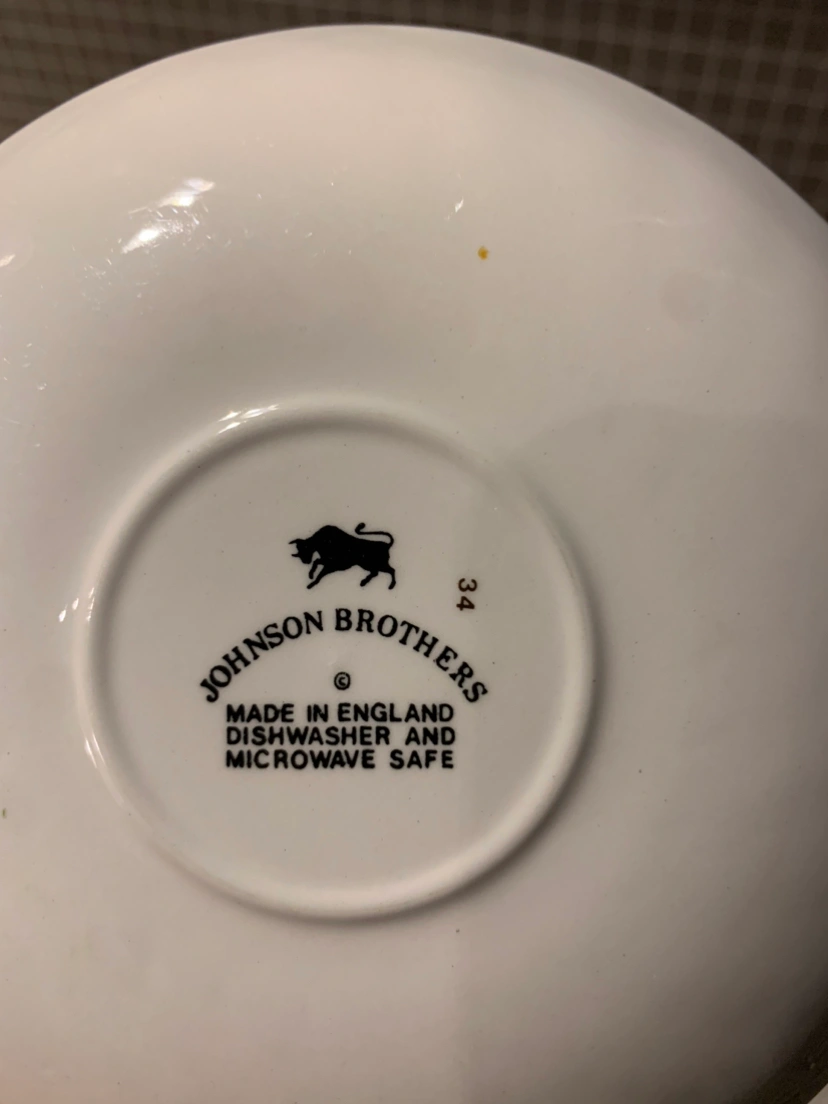 34
JOHNSON BROTHERS
©
MADE IN ENGLAND
DISHWASHER AND
MICROWAVE SAFE